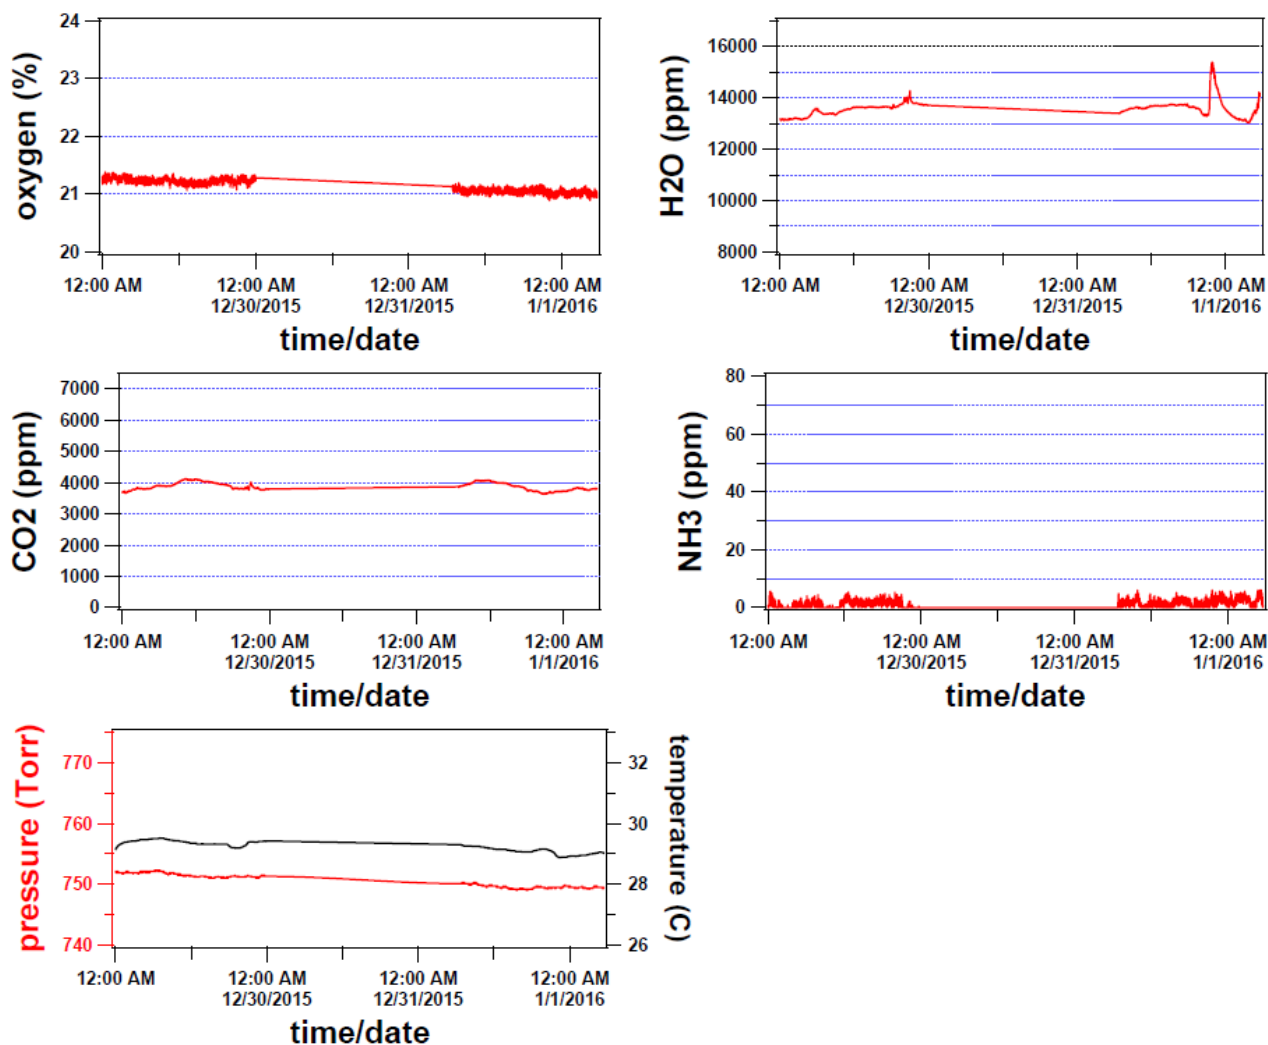 oxygen (%)
24
23
22
21
20
12:00 AM
12:00 AM
12:00 AM
12:00 AM
12/30/2015
12/31/2015
1/1/2016
time/date
H2O (ppm)
16000
14000
12000
10000
8000
12:00 AM
12:00 AM
12:00 AM
12:00 AM
12/30/2015
12/31/2015
1/1/2016
time/date
CO2 (ppm)
7000
6000
5000
4000
3000
2000
1000
0
12:00 AM
12:00 AM
12:00 AM
12:00 AM
12/30/2015
12/31/2015
1/1/2016
time/date
NH3 (ppm)
80
60
40
20
0
12:00 AM
12:00 AM
12:00 AM
12:00 AM
12/30/2015
12/31/2015
1/1/2016
time/date
pressure (Torr)
770
760
750
740
temperature (C)
32
30
28
26
12:00 AM
12:00 AM
12:00 AM
12:00 AM
12/30/2015
12/31/2015
1/1/2016
time/date